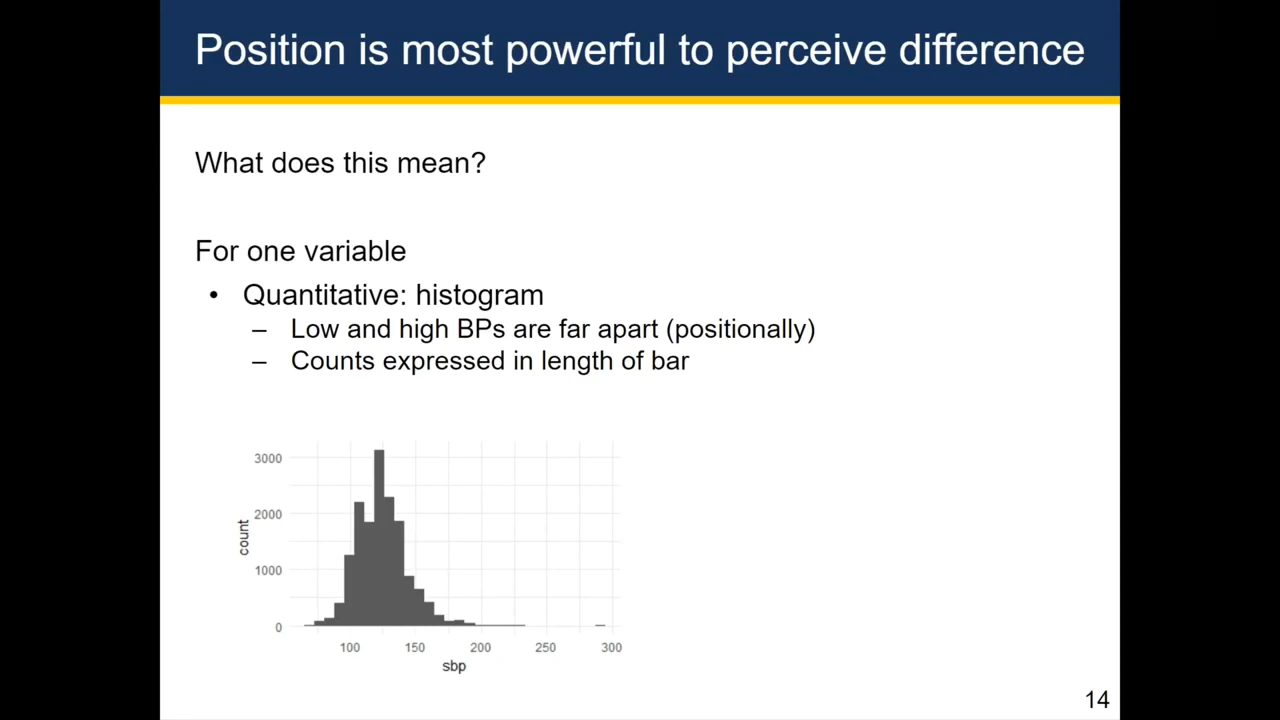 Position is most powerful to perceive difference
What does this mean?
For one variable
• Quantitative: histogram
– Low and high BPs are far apart (positionally)
– Counts expressed in length of bar
3000
2000
1000
0
count
100 150 200 250 300
sbp
14